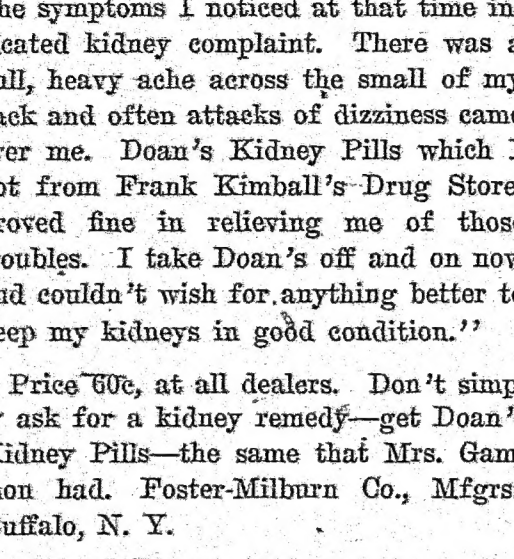 he symptoms I noticed at that time in
cated kidney complaint. There was a
ull, heavy ache across the small of my
ack and often attacks of dizziness came
er me. Doan's Kidney Pills which I
ot from Frank Kimball's Drug Store
roved fine in relieving me of thos
oubles. I take Doan's off and on now
nd couldn't wish for anything better to
eep my kidneys in good condition."
Price 60c, at all dealers. Don't simp
y ask for a kidney remedy—get Doan'
idney Pills—the same that Mrs. Gam
on had. Foster-Milburn Co., Mfgrs
uffalo, N. Y.